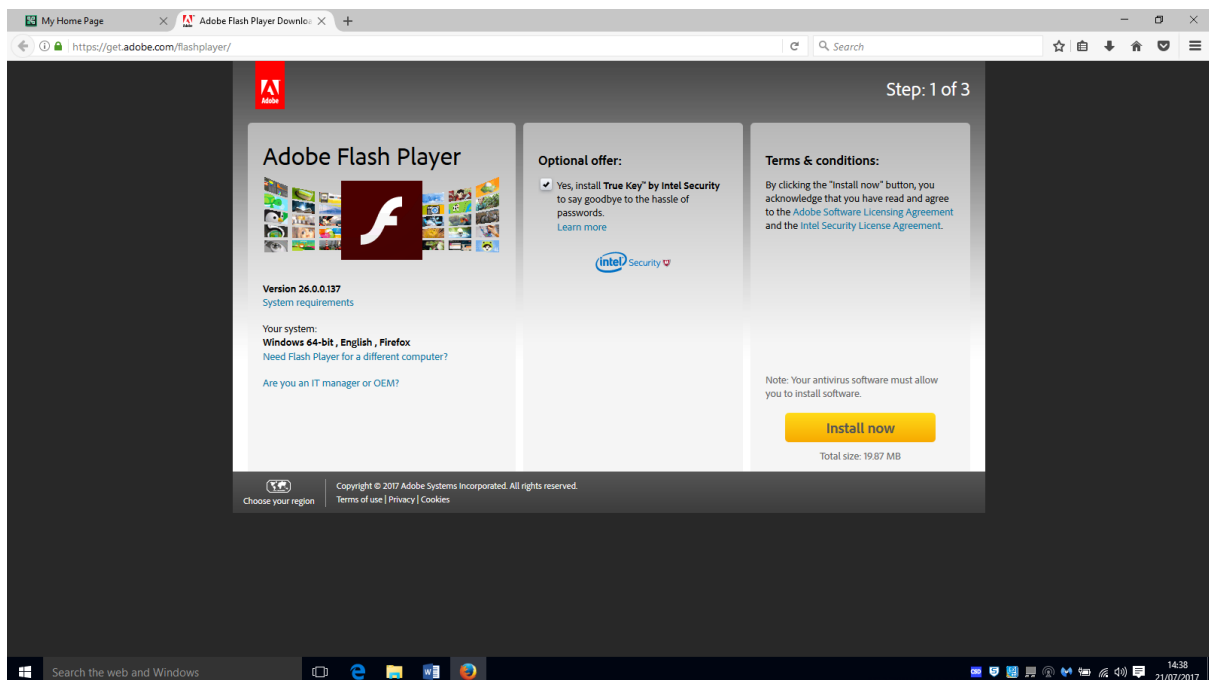 My Home Page
Adobe Flash Player Downloa
https://get.adobe.com/flashplayer/
Search
Adobe
Step: 1 of 3
Adobe Flash Player
Version 26.0.0.137
System requirements
Your system:
Windows 64-bit , English , Firefox
Need Flash Player for a different computer?
Are you an IT manager or OEM?
Optional offer:
Yes, install True Key™ by Intel Security
to say goodbye to the hassle of
passwords.
Learn more
intel Security
Terms & conditions:
By clicking the "Install now" button, you
acknowledge that you have read and agree
to the Adobe Software Licensing Agreement
and the Intel Security License Agreement.
Note: Your antivirus software must allow
you to install software.
Install now
Total size: 19.87 MB
Choose your region
Copyright © 2017 Adobe Systems Incorporated. All rights reserved.
Terms of use | Privacy | Cookies
Search the web and Windows
14:38
21/07/2017